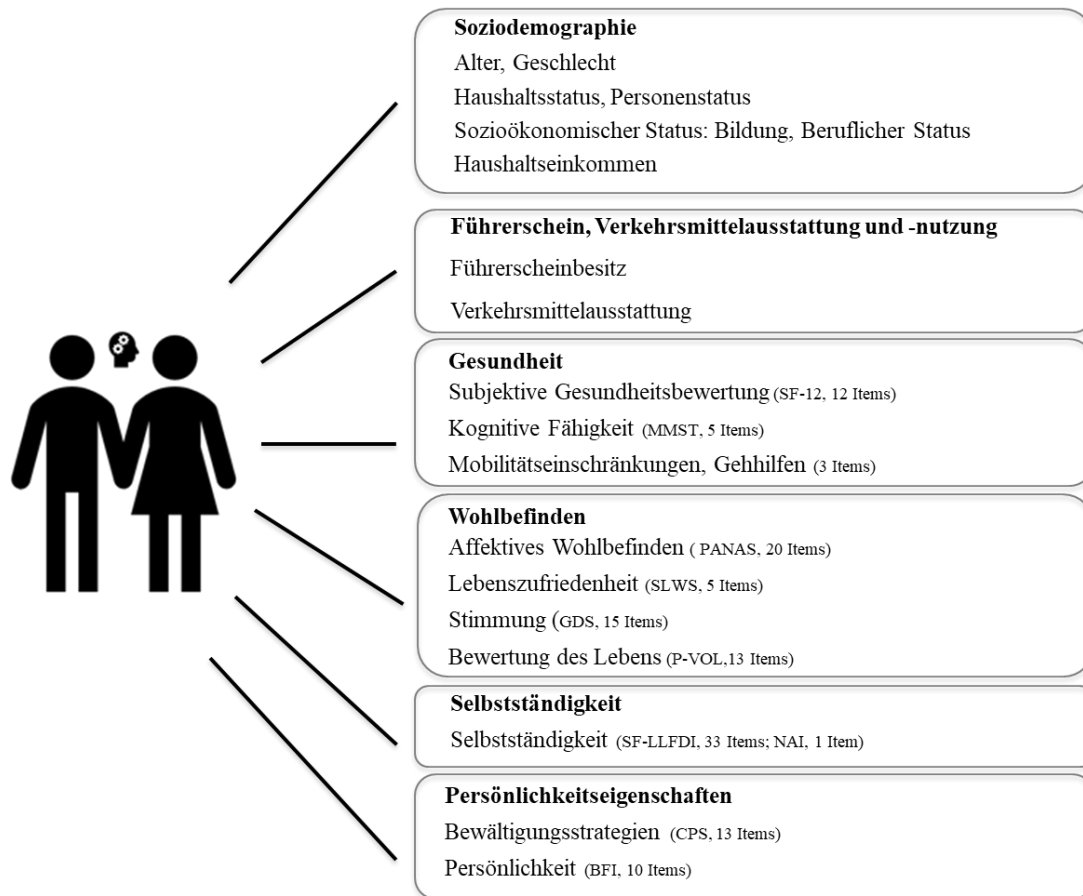 Soziodemographie
Alter, Geschlecht
Haushaltsstatus, Personenstatus
Sozioökonomischer Status: Bildung, Beruflicher Status
Haushaltseinkommen
Führerschein, Verkehrsmittelausstattung und -nutzung
Führerscheinbesitz
Verkehrsmittelausstattung
Gesundheit
Subjektive Gesundheitsbewertung (SF-12, 12 Items)
Kognitive Fähigkeit (MMST, 5 Items)
Mobilitätseinschränkungen, Gehhilfen (3 Items)
Wohlbefinden
Affektives Wohlbefinden ( PANAS, 20 Items)
Lebenszufriedenheit (SLWS, 5 Items)
Stimmung (GDS, 15 Items)
Bewertung des Lebens (P-VOL,13 Items)
Selbstständigkeit
Selbstständigkeit (SF-LLFDI, 33 Items; NAI, 1 Item)
Persönlichkeitseigenschaften
Bewältigungsstrategien (CPS, 13 Items)
Persönlichkeit (BFI, 10 Items)